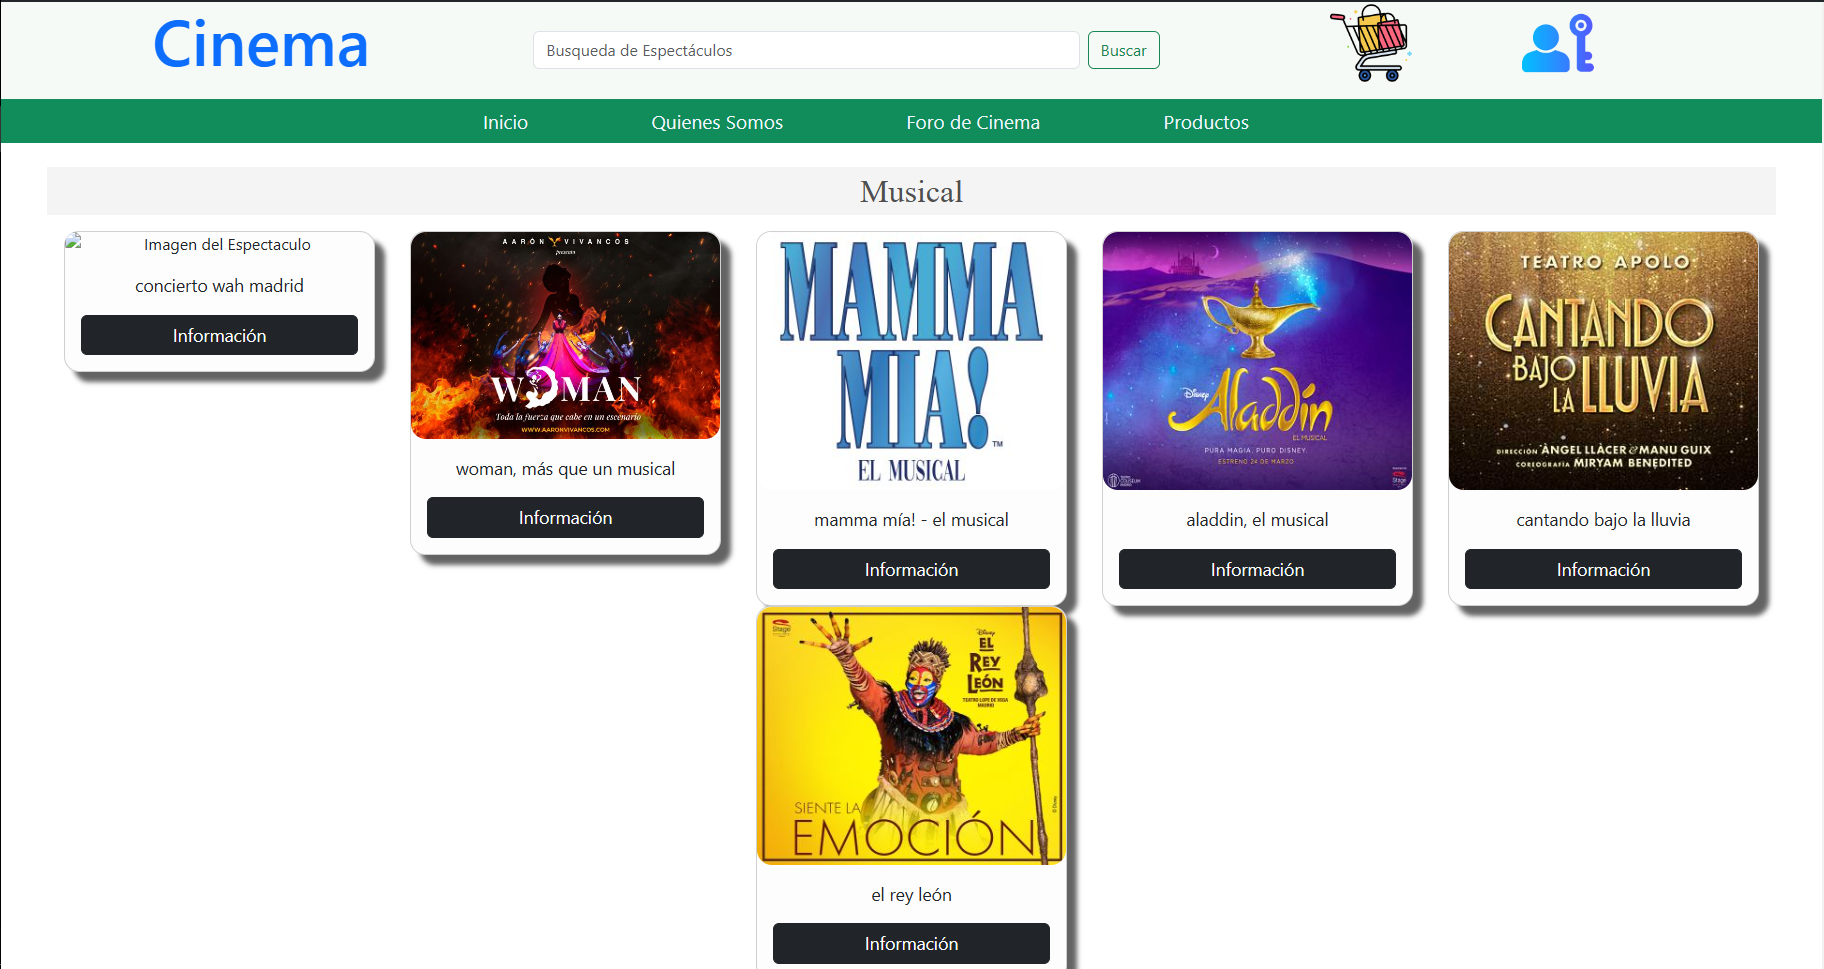 Cinema
Busqueda de Espectáculos
Buscar
Inicio
Quienes Somos
Foro de Cinema
Productos
Musical
Imagen del Espectaculo
concierto wah madrid
Información
AARÓN VIVANCOS
presenta
WOMAN
Toda la fuerza que cabe en un escenario
WWW.AARONVIVANCOS.COM
woman, más que un musical
Información
MAMMA
MIA!
TM
EL MUSICAL
mamma mía! - el musical
Información
Disney
Aladdín
EL MUSICAL
PURA MAGIA. PURO DISNEY.
ESTRENO 24 DE MARZO
Stage
aladdin, el musical
Información
TEATRO APOLO
CANTANDO
BAJO
LA LLUVIA
DIRECCIÓN ÀNGEL LLÀCER & MANU GUIX
COREOGRAFÍA MIRYAM BENEDITED
cantando bajo la lluvia
Información
Stage
Disney
EL
REY
LEÓN
TEATRO LOPE DE VEGA
MADRID
SIENTE LA
EMOCIÓN
el rey león
Información